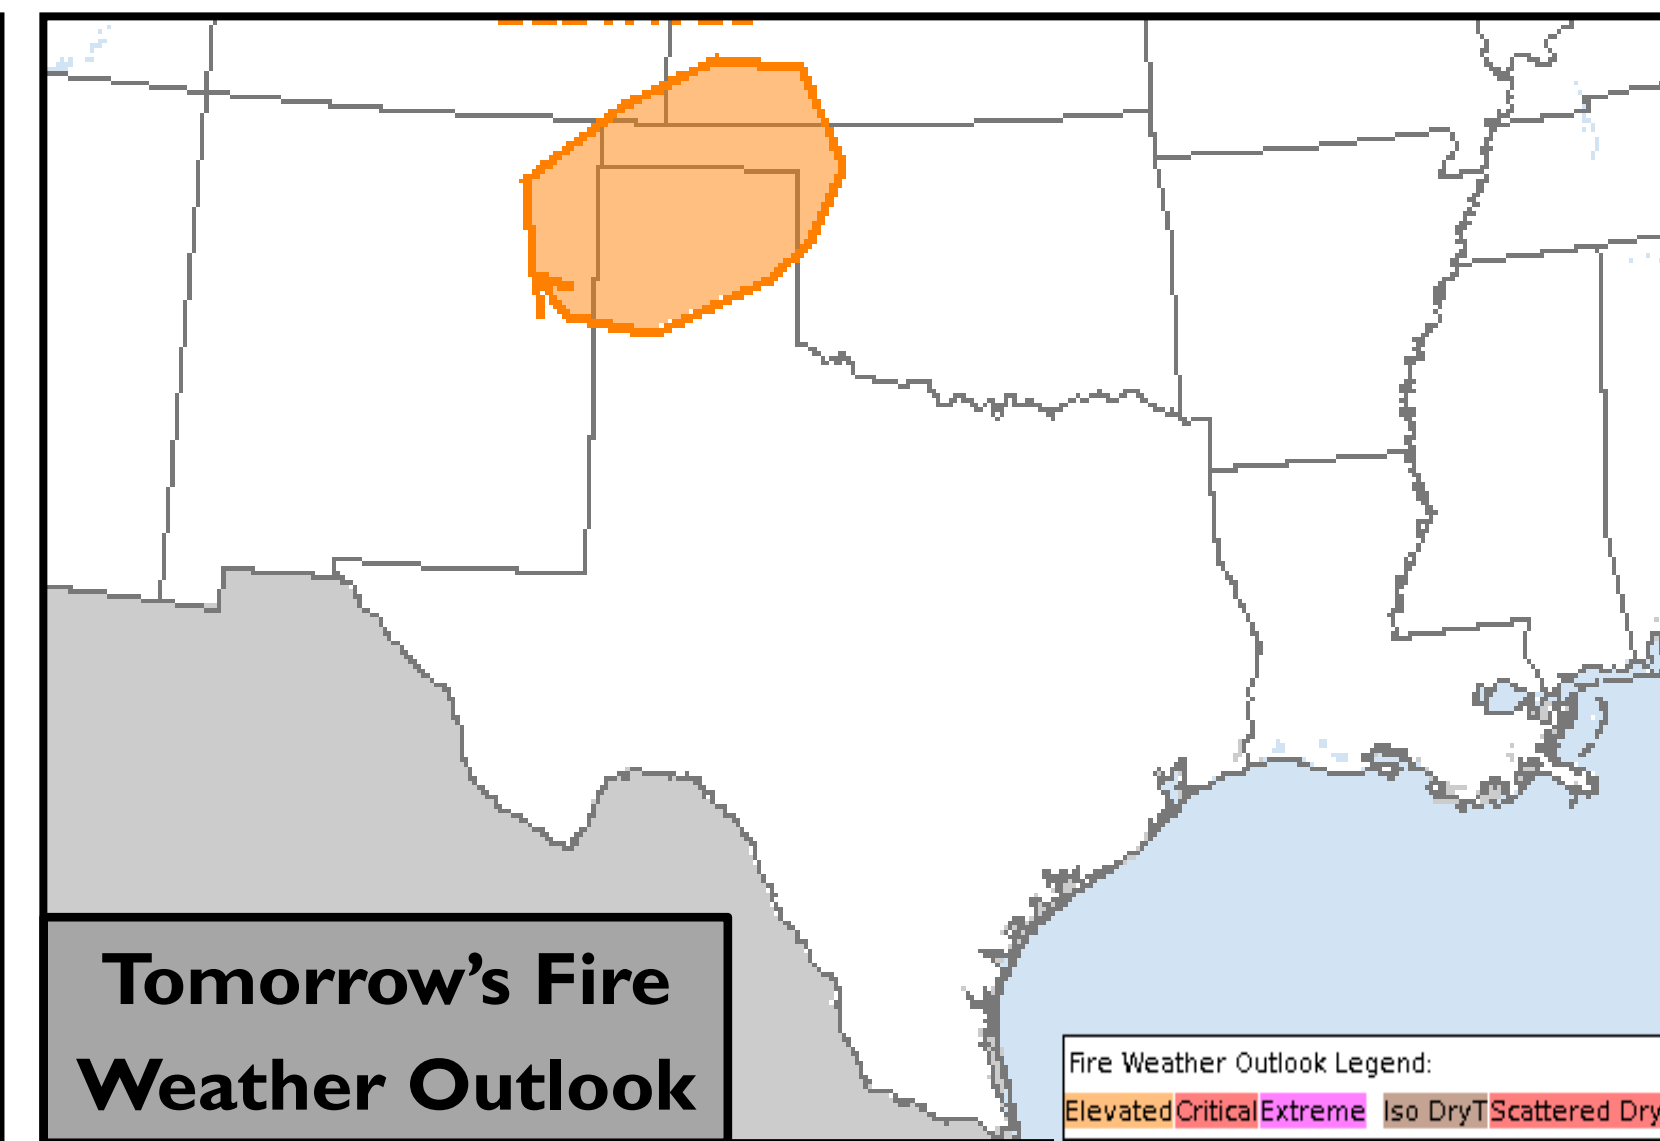 Tomorrow's Fire
Weather Outlook
Fire Weather Outlook Legend:
Elevated Critical Extreme Iso DryT Scattered Dry